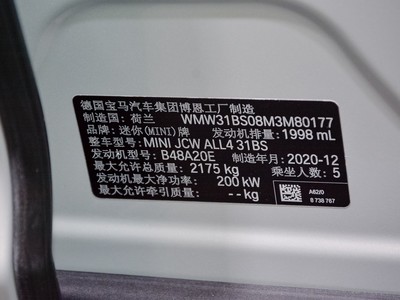 德国宝马汽车集团博恩工厂制造
制造国：荷兰 WMW31BS08M3M80177
品牌：迷你(MINI)牌 发动机排量：1998 mL
整车型号：MINI JCW ALL4 31BS
发动机型号：B48A20E 制造年月：2020-12
最大允许总质量：2175 kg 乘坐人数：5
发动机最大净功率：200 kW A62/0
最大允许牵引质量：-- kg 8 738 767